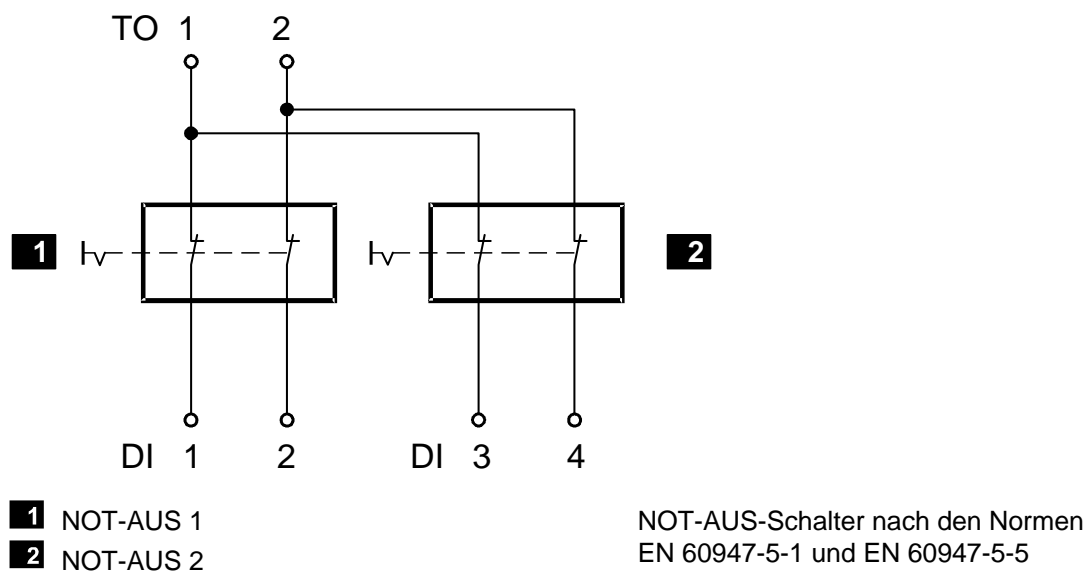 TO 1 2
1
2
DI 1 2 DI 3 4
1 NOT-AUS 1
2 NOT-AUS 2
NOT-AUS-Schalter nach den Normen
EN 60947-5-1 und EN 60947-5-5